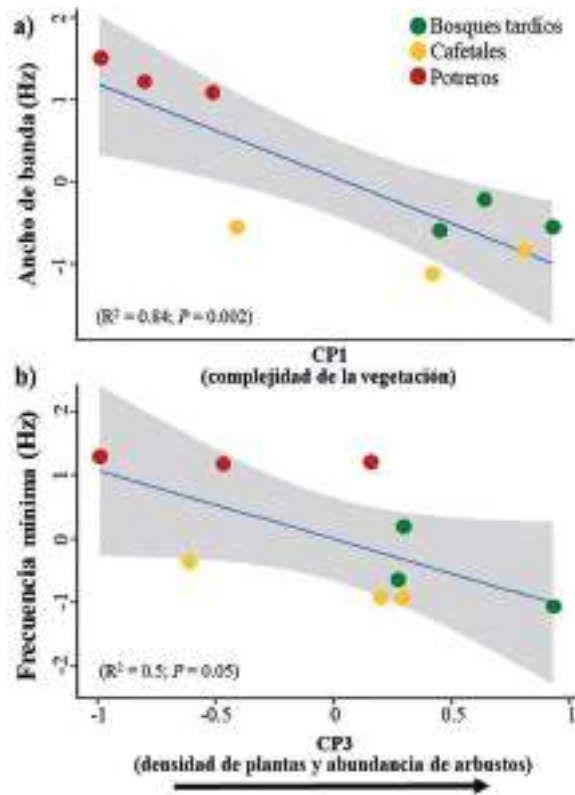 a)
Bosques tardíos
Cafetales
Potreros
Ancho de banda (Hz)
2
1
0
-1
(R² = 0.84; P = 0.002)
CP1
(complejidad de la vegetación)
b)
Frecuencia mínima (Hz)
2
1
0
-1
-2
(R² = 0.5; P = 0.05)
-1
-0.5
0
0.5
1
CP3
(densidad de plantas y abundancia de arbustos)